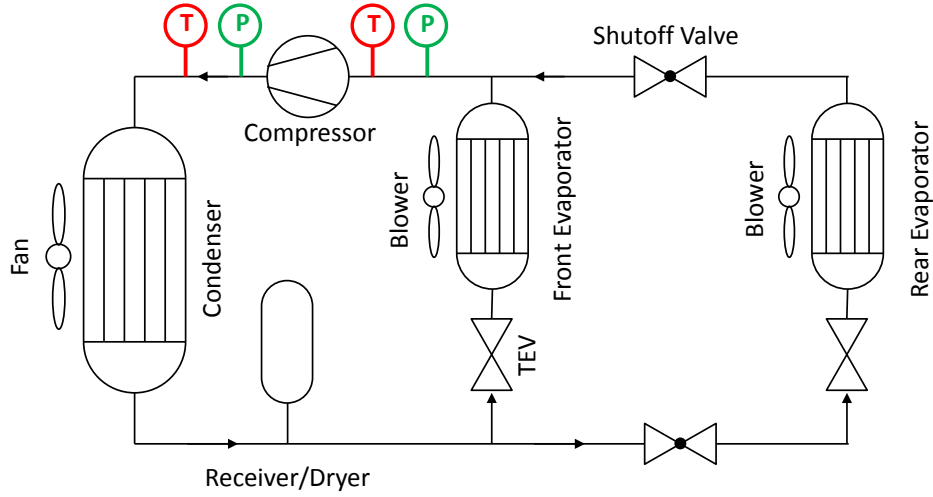 T
P
T
P
Shutoff Valve
Compressor
Fan
Condenser
Blower
Front Evaporator
Blower
Rear Evaporator
TEV
Receiver/Dryer